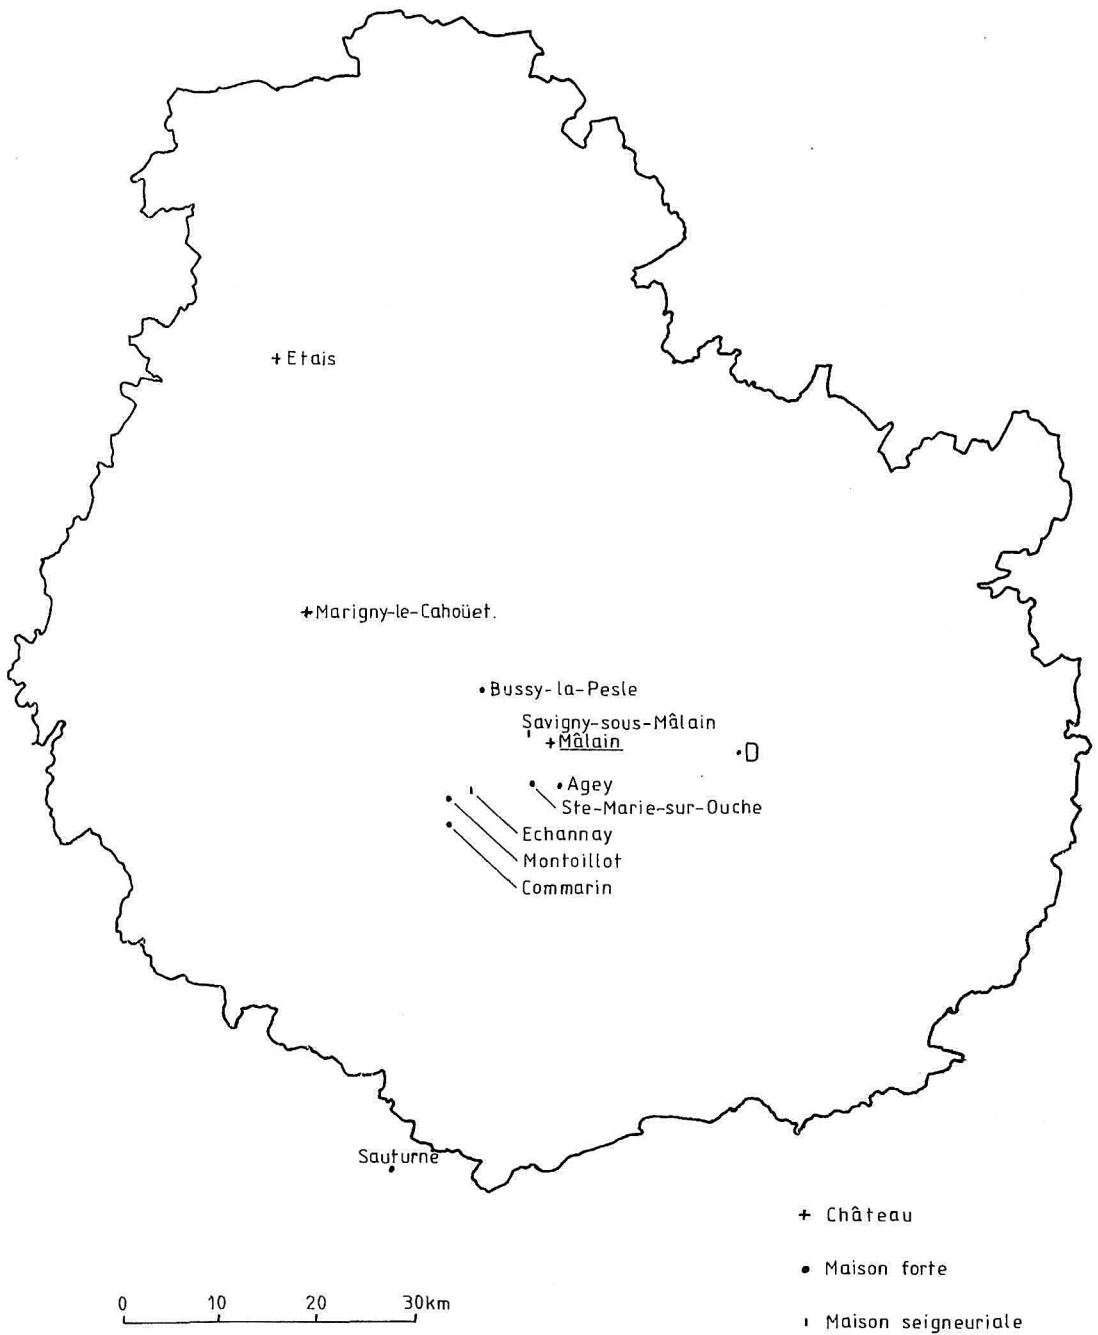 Etais
Marigny-le-Cahoüet.
Bussy-la-Pesle
Savigny-sous-Mâlain
Mâlain
D
Agey
Ste-Marie-sur-Ouche
Echannay
Montoillot
Commarin
Sauturne
Château
Maison forte
Maison seigneuriale
0 10 20 30km